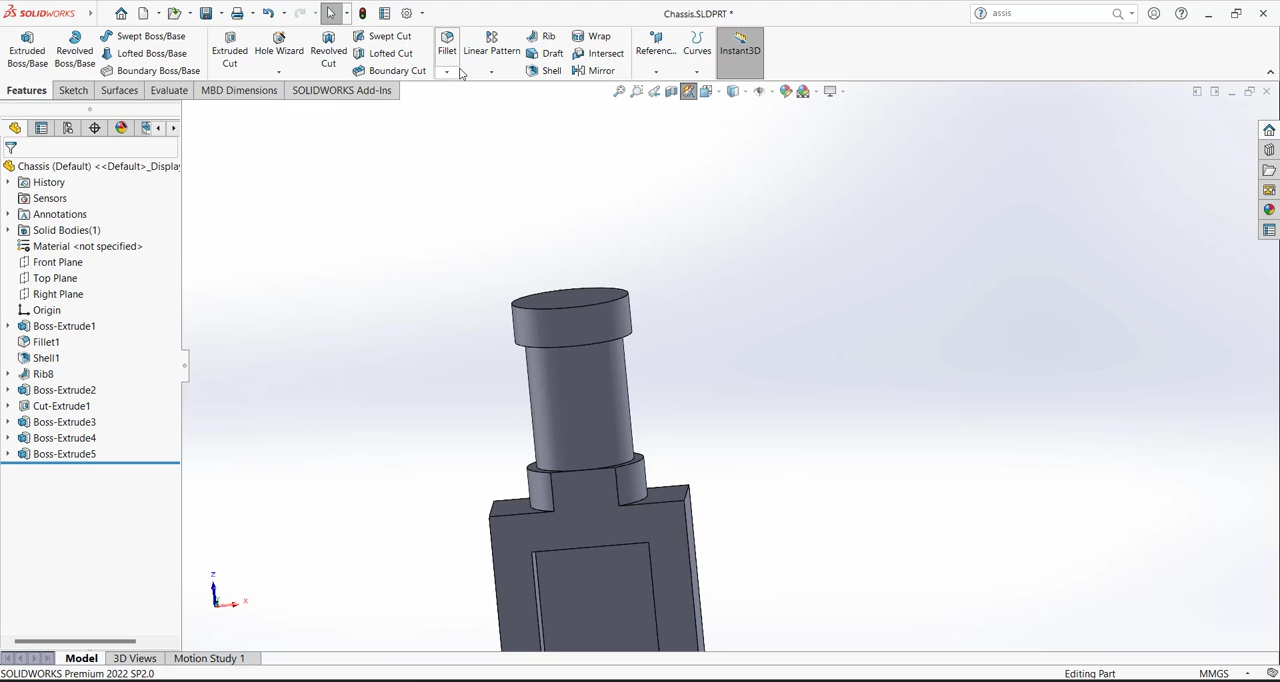 SOLIDWORKS
Chassis.SLDPRT *
assis
Extruded Boss/Base
Revolved Boss/Base
Swept Boss/Base
Lofted Boss/Base
Boundary Boss/Base
Extruded Cut
Hole Wizard
Revolved Cut
Swept Cut
Lofted Cut
Boundary Cut
Fillet
Linear Pattern
Rib
Draft
Shell
Wrap
Intersect
Mirror
Referenc...
Curves
Instant3D
Features
Sketch
Surfaces
Evaluate
MBD Dimensions
SOLIDWORKS Add-Ins
Chassis (Default) <<Default>_Display
History
Sensors
Annotations
Solid Bodies(1)
Material <not specified>
Front Plane
Top Plane
Right Plane
Origin
Boss-Extrude1
Fillet1
Shell1
Rib8
Boss-Extrude2
Cut-Extrude1
Boss-Extrude3
Boss-Extrude4
Boss-Extrude5
z
x
Model
3D Views
Motion Study 1
SOLIDWORKS Premium 2022 SP2.0
Editing Part
MMGS